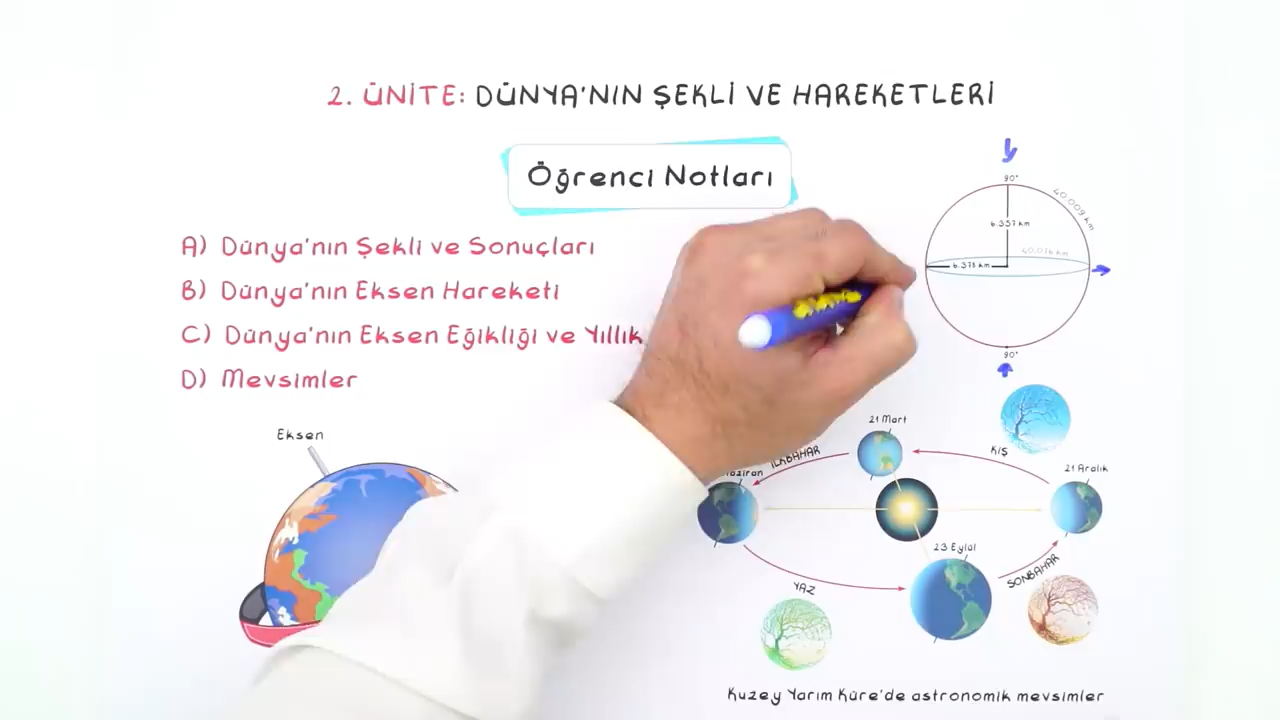 2. ÜNİTE: DÜNYA'NIN ŞEKLİ VE HAREKETLERİ
Öğrenci Notları
A) Dünya'nın Şekli ve Sonuçları
B) Dünya'nın Eksen Hareketi
C) Dünya'nın Eksen Eğikliği ve Yıllık
D) Mevsimler
90°
40.009 km
6.357 km
40.076 km
6.378 km
90°
Eksen
21 Mart
İLKBAHAR
KIŞ
21 Aralık
23 Eylül
SONBAHAR
YAZ
Kuzey Yarım Küre'de astronomik mevsimler